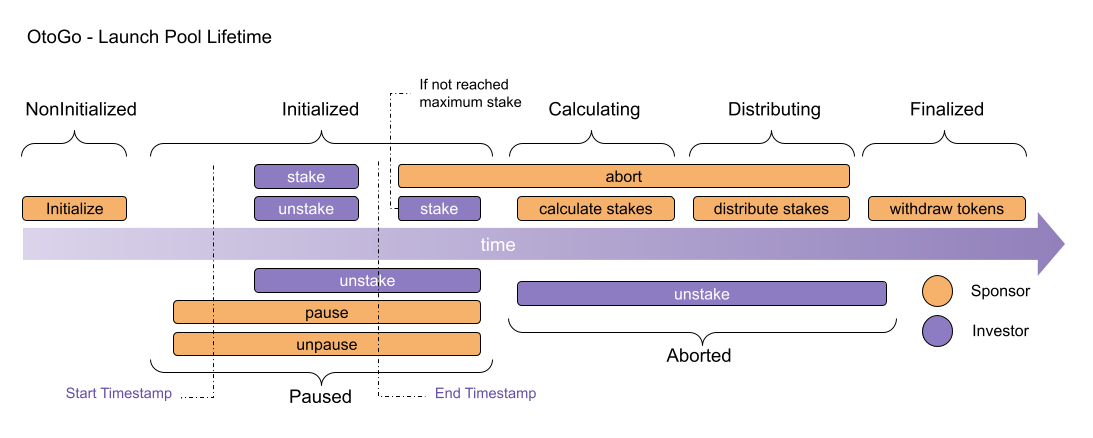 OtoGo - Launch Pool Lifetime
If not reached
maximum stake
NonInitialized
Initialized
Calculating
Distributing
Finalized
stake
abort
Initialize
unstake
stake
calculate stakes
distribute stakes
withdraw tokens
time
unstake
unstake
Sponsor
pause
Investor
unpause
Aborted
Start Timestamp
End Timestamp
Paused